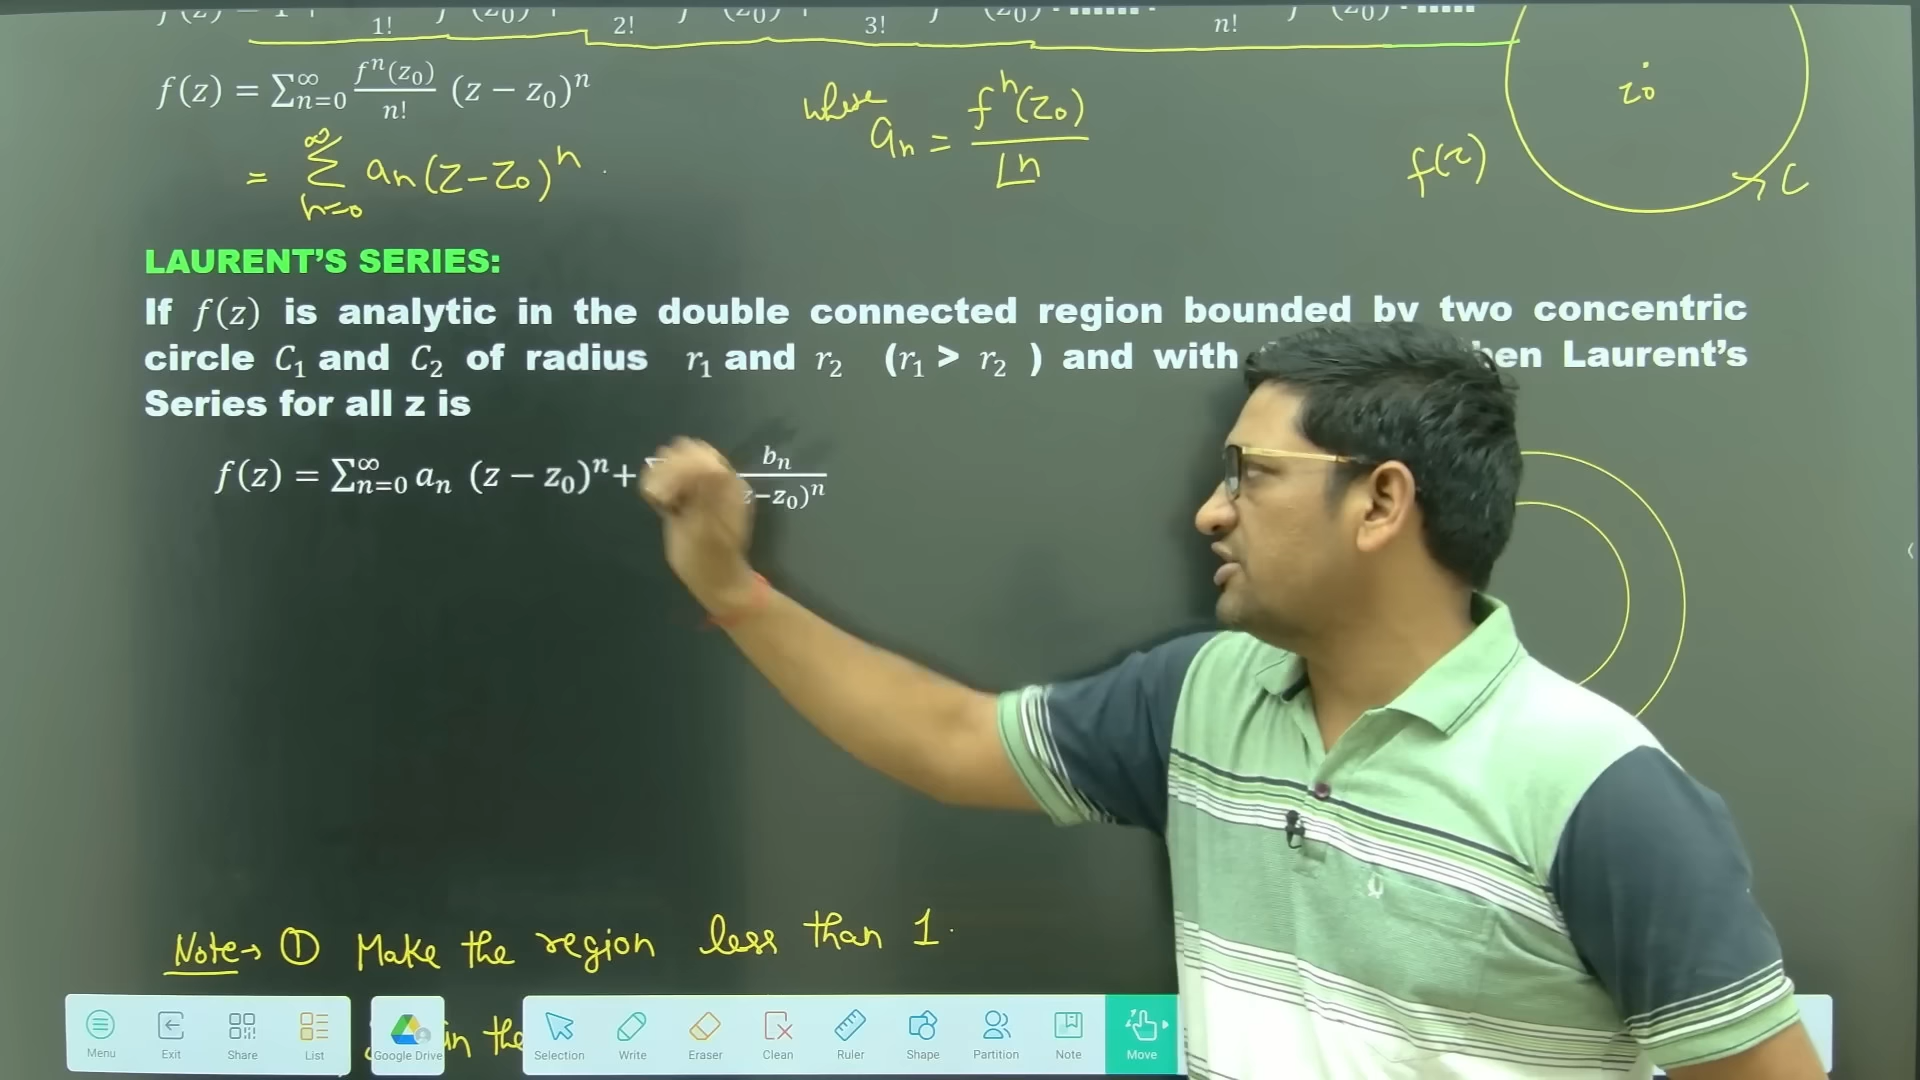 1! 2! 3! n!
f(z) = ∑_{n=0}^{∞} fⁿ(z₀)/n! (z − z₀)ⁿ
where aₙ = fⁿ(z₀)/⌊n
= ∑_{n=0}^{∞} aₙ(z−z₀)ⁿ
z₀
f(z)
C
LAURENT'S SERIES:
If f(z) is analytic in the double connected region bounded by two concentric
circle C₁ and C₂ of radius r₁ and r₂ (r₁ > r₂ ) and with Laurent's
Series for all z is
f(z) = ∑_{n=0}^{∞} aₙ (z − z₀)ⁿ + bₙ/ z−z₀)ⁿ
Note→ ① Make the region less than 1.
in the
Menu Exit Share List Google Drive Selection Write Eraser Clean Ruler Shape Partition Note Move